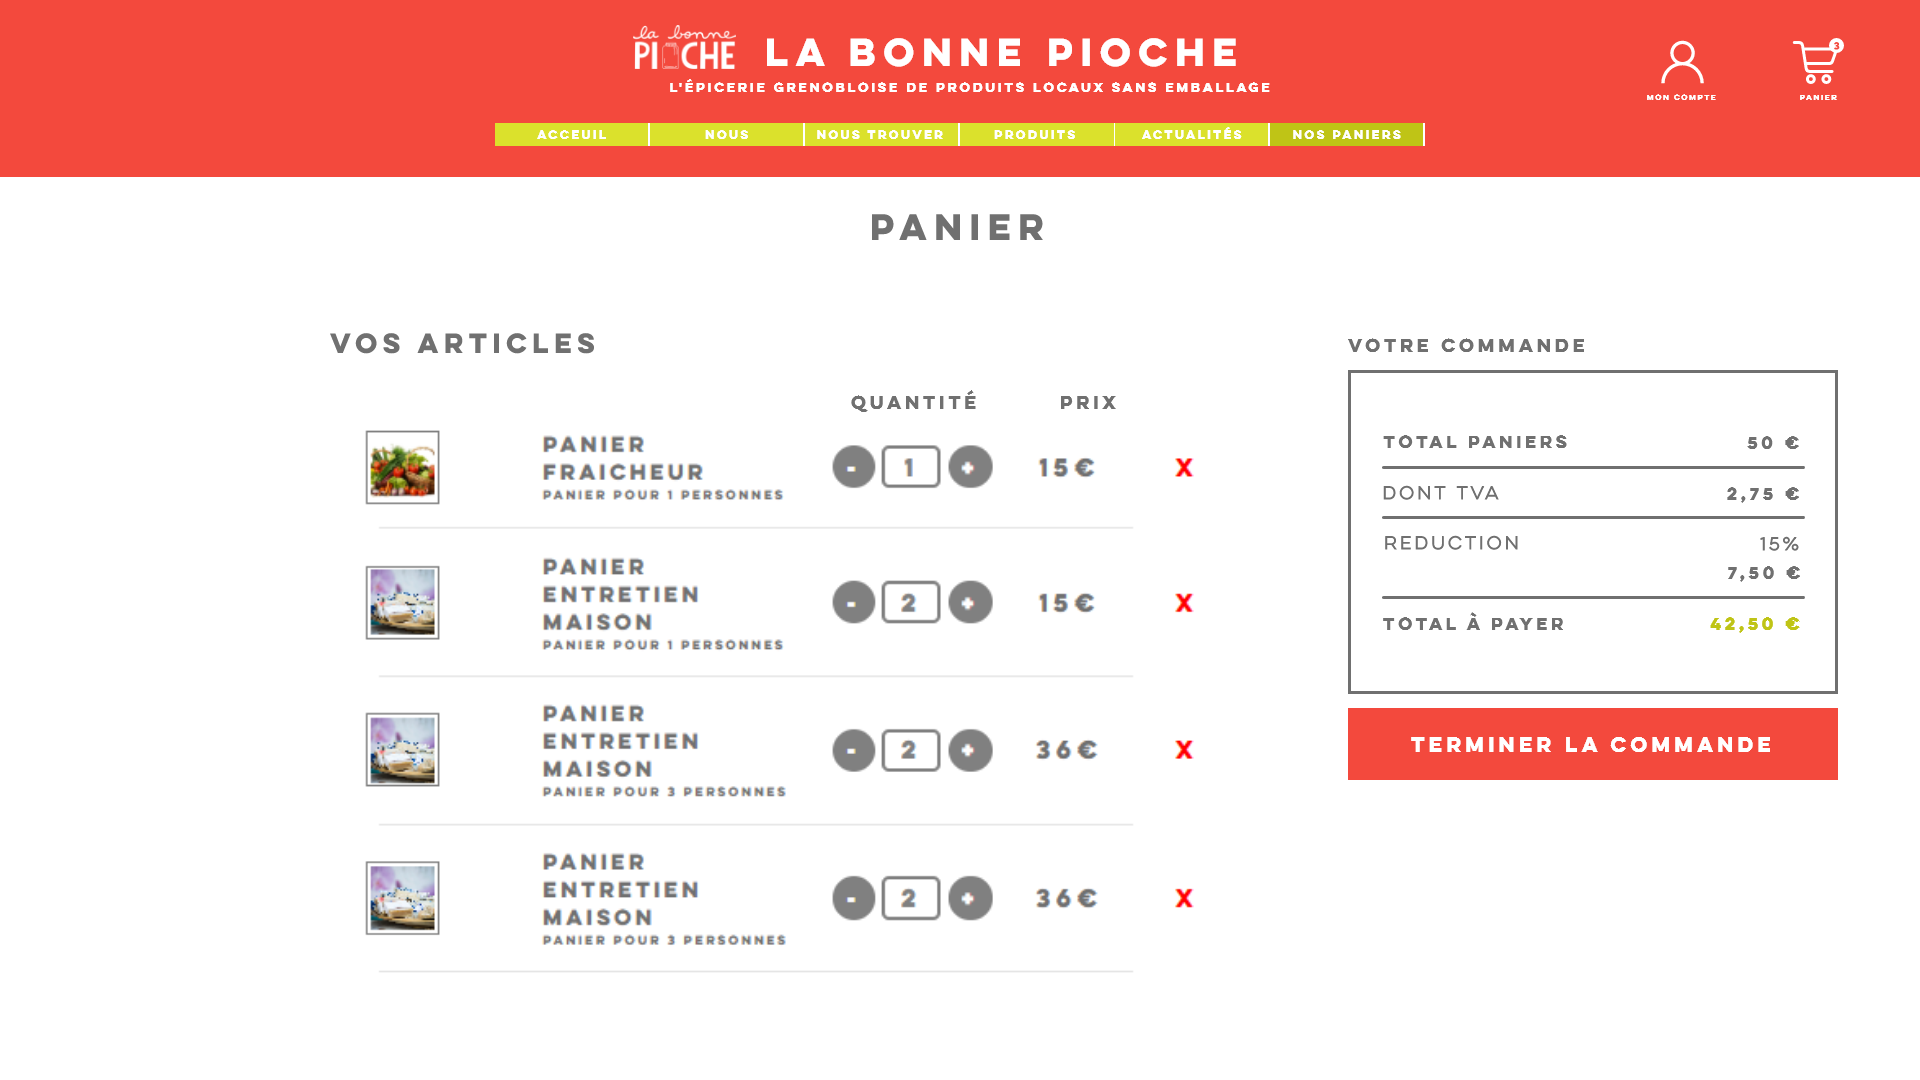 la bonne
PIOCHE
LA BONNE PIOCHE
L'ÉPICERIE GRENOBLOISE DE PRODUITS LOCAUX SANS EMBALLAGE
MON COMPTE
3
PANIER
ACCEUIL NOUS NOUS TROUVER PRODUITS ACTUALITÉS NOS PANIERS
PANIER
VOS ARTICLES
QUANTITÉ PRIX
PANIER
FRAICHEUR
PANIER POUR 1 PERSONNES
- 1 + 15€ X
PANIER
ENTRETIEN
MAISON
PANIER POUR 1 PERSONNES
- 2 + 15€ X
PANIER
ENTRETIEN
MAISON
PANIER POUR 3 PERSONNES
- 2 + 36€ X
PANIER
ENTRETIEN
MAISON
PANIER POUR 3 PERSONNES
- 2 + 36€ X
VOTRE COMMANDE
TOTAL PANIERS 50 €
DONT TVA 2,75 €
REDUCTION 15%
7,50 €
TOTAL À PAYER 42,50 €
TERMINER LA COMMANDE